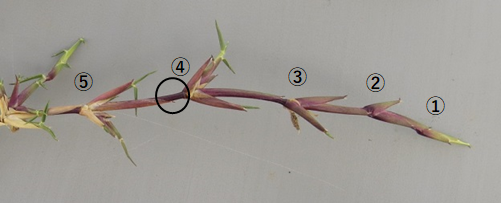 ⑤ ④ ③ ② ①